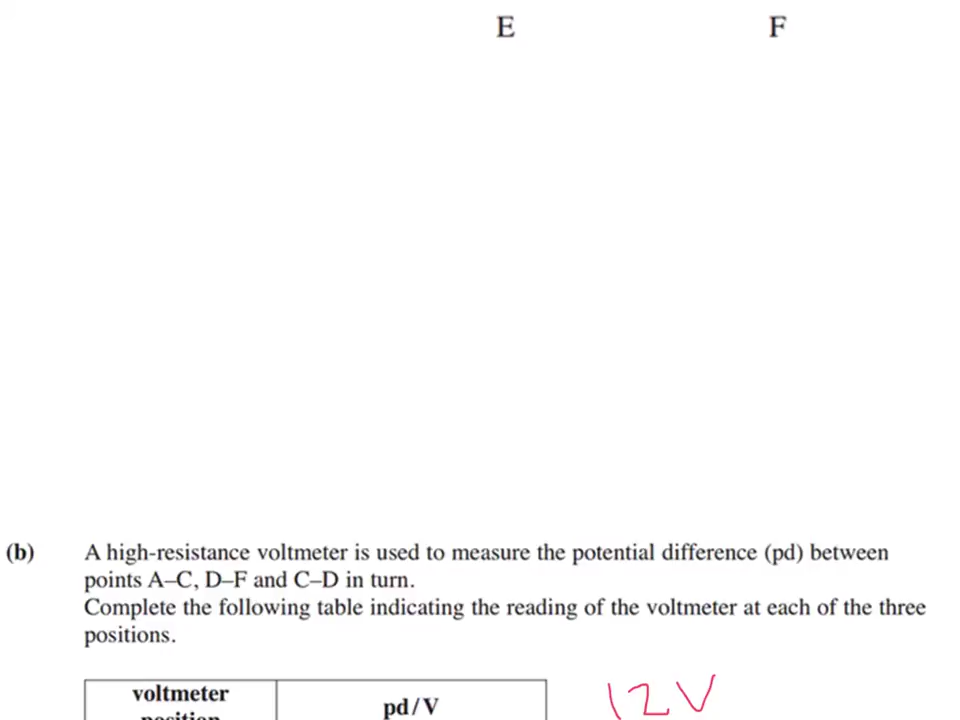 E F
(b) A high-resistance voltmeter is used to measure the potential difference (pd) between
points A–C, D–F and C–D in turn.
Complete the following table indicating the reading of the voltmeter at each of the three
positions.
voltmeter
position
pd/V
12V